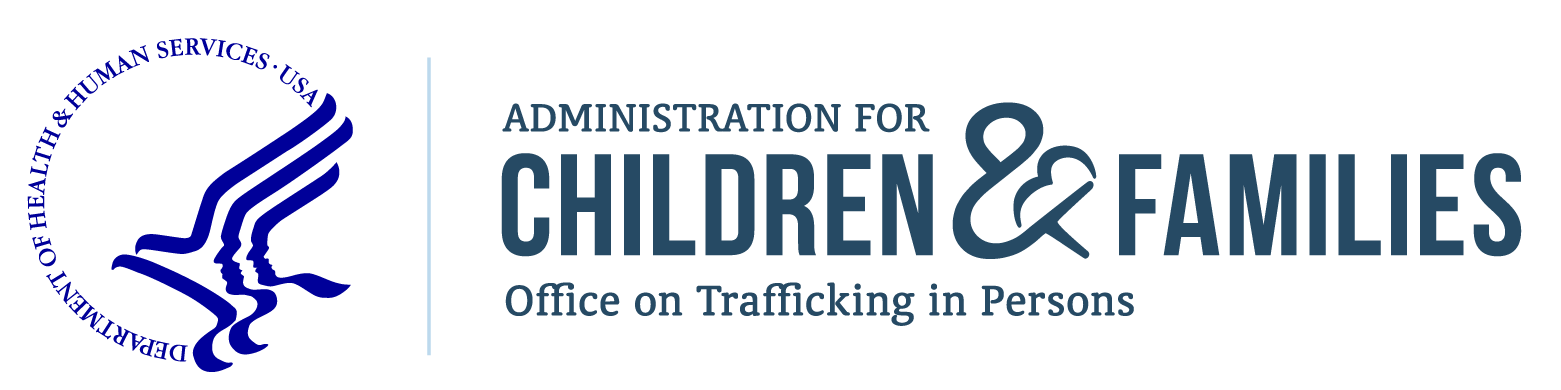 DEPARTMENT OF HEALTH & HUMAN SERVICES · USA
ADMINISTRATION FOR
CHILDREN & FAMILIES
Office on Trafficking in Persons